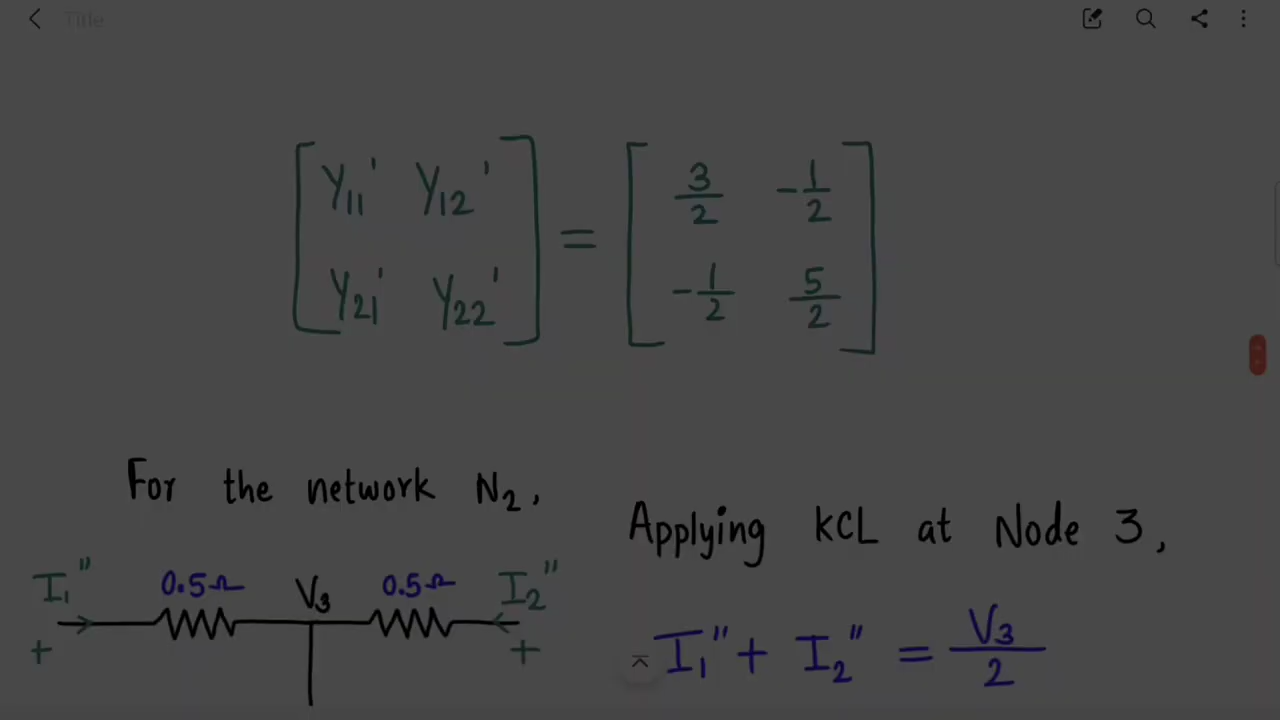 Title
[Y11' Y12'
Y21' Y22'] = [3/2 -1/2
-1/2 5/2]
For the network N2,
Applying KCL at Node 3,
I1'' 0.5Ω V3 0.5Ω I2''
+ +
I1'' + I2'' = V3/2